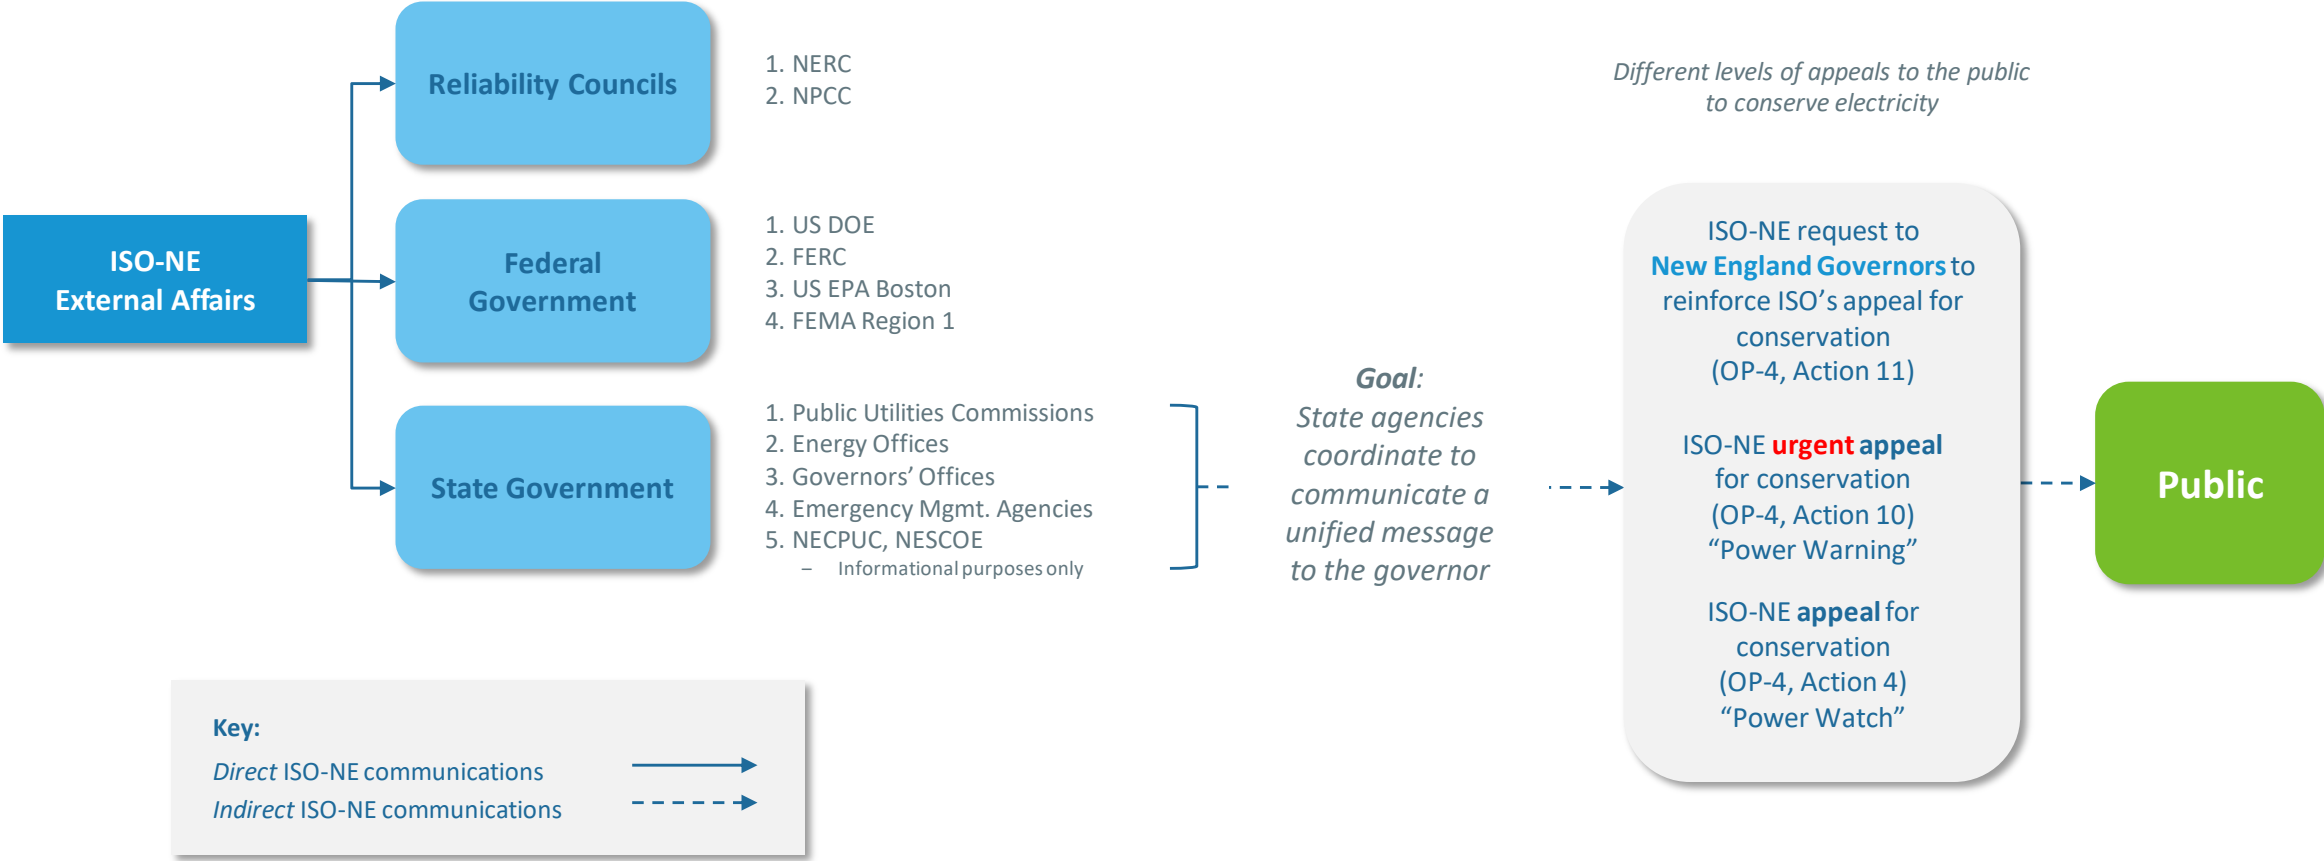 ISO-NE
External Affairs
Reliability Councils
1. NERC
2. NPCC
Federal
Government
1. US DOE
2. FERC
3. US EPA Boston
4. FEMA Region 1
State Government
1. Public Utilities Commissions
2. Energy Offices
3. Governors’ Offices
4. Emergency Mgmt. Agencies
5. NECPUC, NESCOE
– Informational purposes only
Goal:
State agencies
coordinate to
communicate a
unified message
to the governor
Different levels of appeals to the public
to conserve electricity
ISO-NE request to
New England Governors to
reinforce ISO’s appeal for
conservation
(OP-4, Action 11)
ISO-NE urgent appeal
for conservation
(OP-4, Action 10)
“Power Warning”
ISO-NE appeal for
conservation
(OP-4, Action 4)
“Power Watch”
Public
Key:
Direct ISO-NE communications
Indirect ISO-NE communications